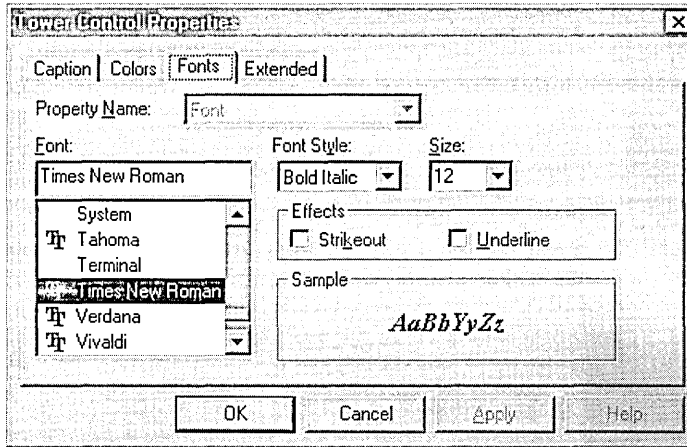 Tower Control Properties
Caption Colors Fonts Extended
Property Name: Font
Font: Font Style: Size:
Times New Roman Bold Italic 12
System
Tahoma
Terminal
Times New Roman
Verdana
Vivaldi
Effects
Strikeout Underline
Sample
AaBbYyZz
OK Cancel Apply Help